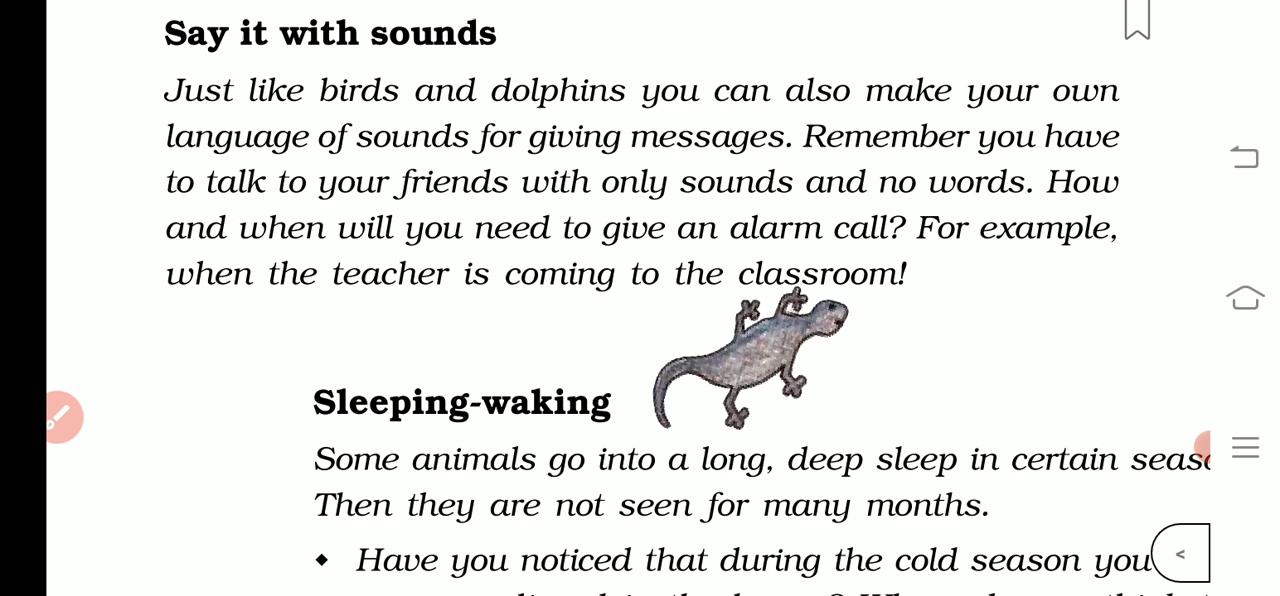 Say it with sounds
Just like birds and dolphins you can also make your own
language of sounds for giving messages. Remember you have
to talk to your friends with only sounds and no words. How
and when will you need to give an alarm call? For example,
when the teacher is coming to the classroom!
Sleeping-waking
Some animals go into a long, deep sleep in certain
Then they are not seen for many months.
◆ Have you noticed that during the cold season you